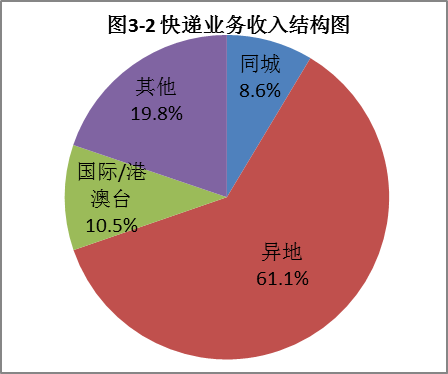 图3-2 快递业务收入结构图
同城
8.6%
其他
19.8%
国际/港
澳台
10.5%
异地
61.1%